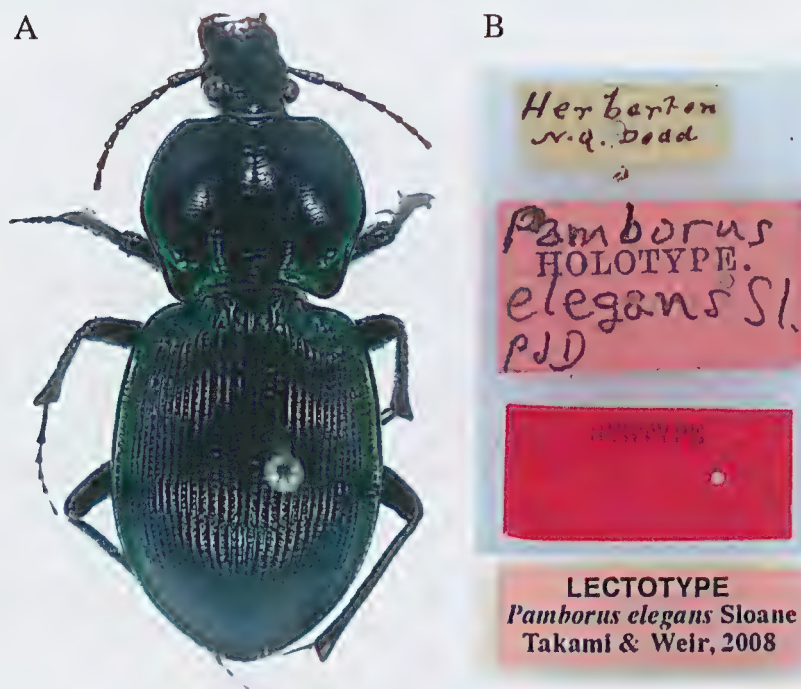 A
B
Herberton
N.Q. Dodd
Pamborus
HOLOTYPE.
elegans Sl.
PJD
LECTOTYPE
Pamborus elegans Sloane
Takami & Weir, 2008